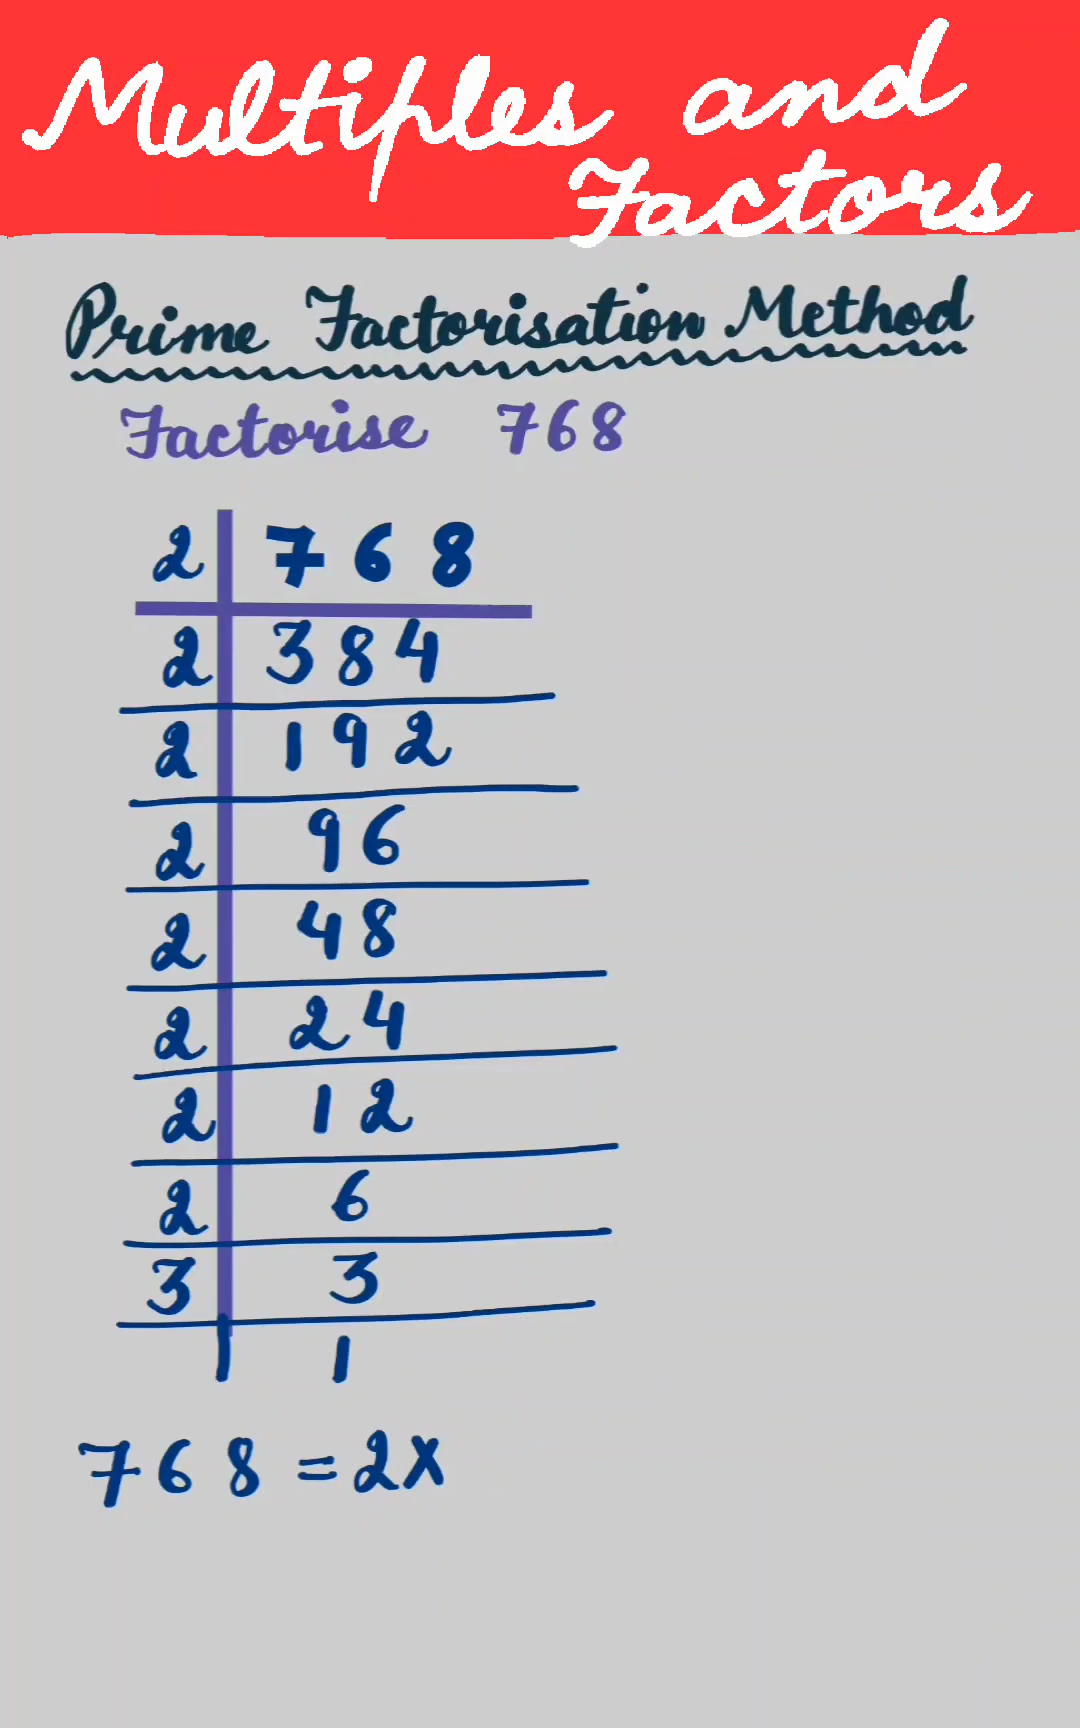 Multiples and
Factors
Prime Factorisation Method
Factorise 768
2 768
2 384
2 192
2 96
2 48
2 24
2 12
2 6
3 3
1
768 = 2x